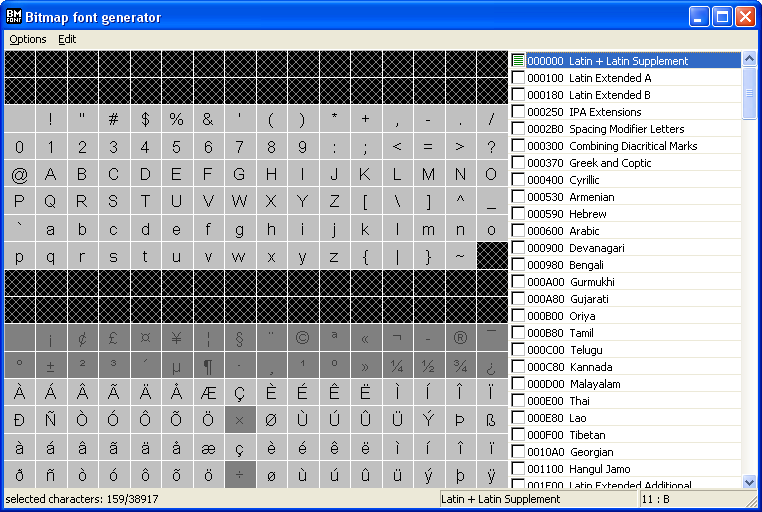 BM FONT Bitmap font generator
Options Edit
! " # $ % & ' ( ) * + , - . /
0 1 2 3 4 5 6 7 8 9 : ; < = > ?
@ A B C D E F G H I J K L M N O
P Q R S T U V W X Y Z [ \ ] ^ _
` a b c d e f g h i j k l m n o
p q r s t u v w x y z { | } ~
¡ ¢ £ ¤ ¥ ¦ § ¨ © ª « ¬ - ® ¯
° ± ² ³ ´ µ ¶ · ¸ ¹ º » ¼ ½ ¾ ¿
À Á Â Ã Ä Å Æ Ç È É Ê Ë Ì Í Î Ï
Ð Ñ Ò Ó Ô Õ Ö × Ø Ù Ú Û Ü Ý Þ ß
à á â ã ä å æ ç è é ê ë ì í î ï
ð ñ ò ó ô õ ö ÷ ø ù ú û ü ý þ ÿ
000000 Latin + Latin Supplement
000100 Latin Extended A
000180 Latin Extended B
000250 IPA Extensions
0002B0 Spacing Modifier Letters
000300 Combining Diacritical Marks
000370 Greek and Coptic
000400 Cyrillic
000530 Armenian
000590 Hebrew
000600 Arabic
000900 Devanagari
000980 Bengali
000A00 Gurmukhi
000A80 Gujarati
000B00 Oriya
000B80 Tamil
000C00 Telugu
000C80 Kannada
000D00 Malayalam
000E00 Thai
000E80 Lao
000F00 Tibetan
0010A0 Georgian
001100 Hangul Jamo
001E00 Latin Extended Additional
selected characters: 159/38917
Latin + Latin Supplement
11 : B